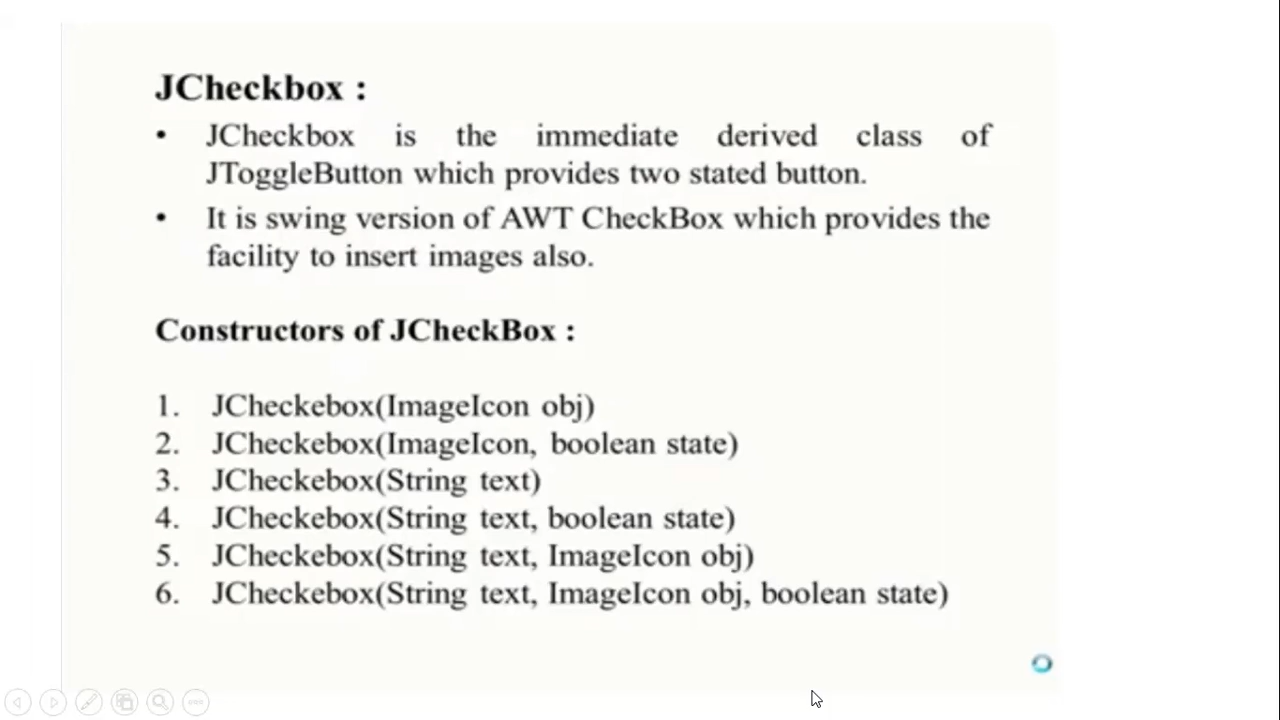 JCheckbox :
• JCheckbox is the immediate derived class of
JToggleButton which provides two stated button.
• It is swing version of AWT CheckBox which provides the
facility to insert images also.
Constructors of JCheckBox :
1. JCheckebox(ImageIcon obj)
2. JCheckebox(ImageIcon, boolean state)
3. JCheckebox(String text)
4. JCheckebox(String text, boolean state)
5. JCheckebox(String text, ImageIcon obj)
6. JCheckebox(String text, ImageIcon obj, boolean state)